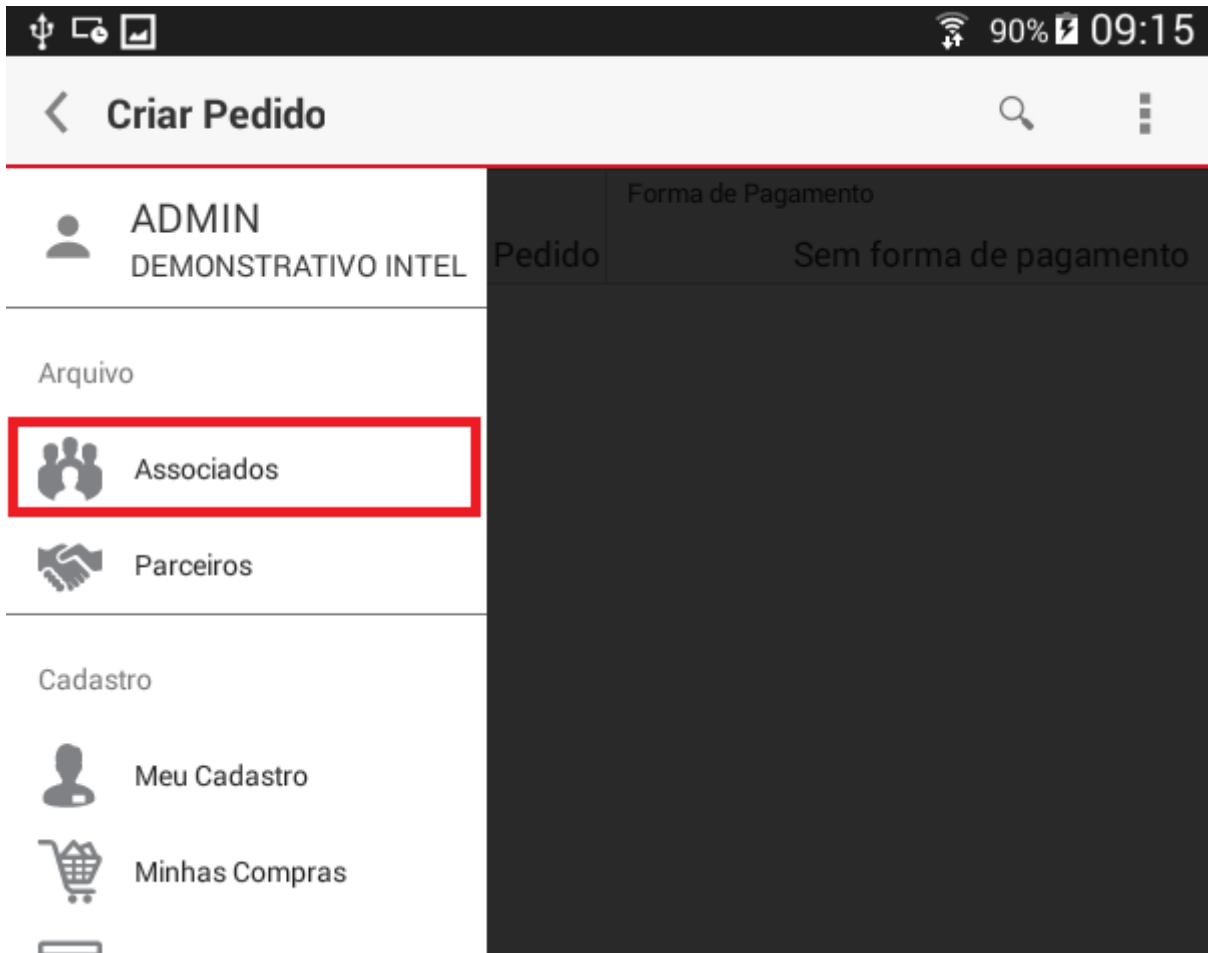 90% 09:15
Criar Pedido
ADMIN
DEMONSTRATIVO INTEL
Forma de Pagamento
Pedido
Sem forma de pagamento
Arquivo
Associados
Parceiros
Cadastro
Meu Cadastro
Minhas Compras